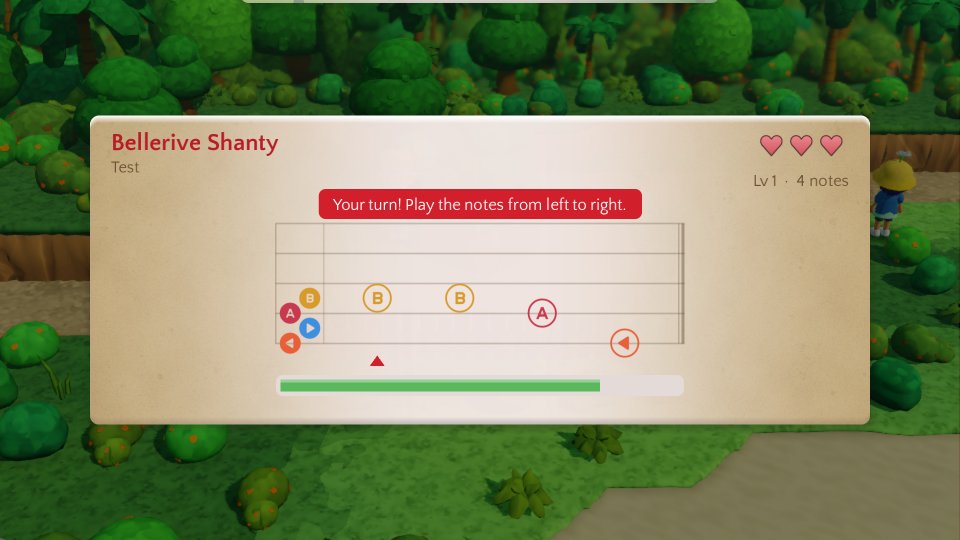 Bellerive Shanty
Test
Lv 1 · 4 notes
Your turn! Play the notes from left to right.
B
A
B
B
A